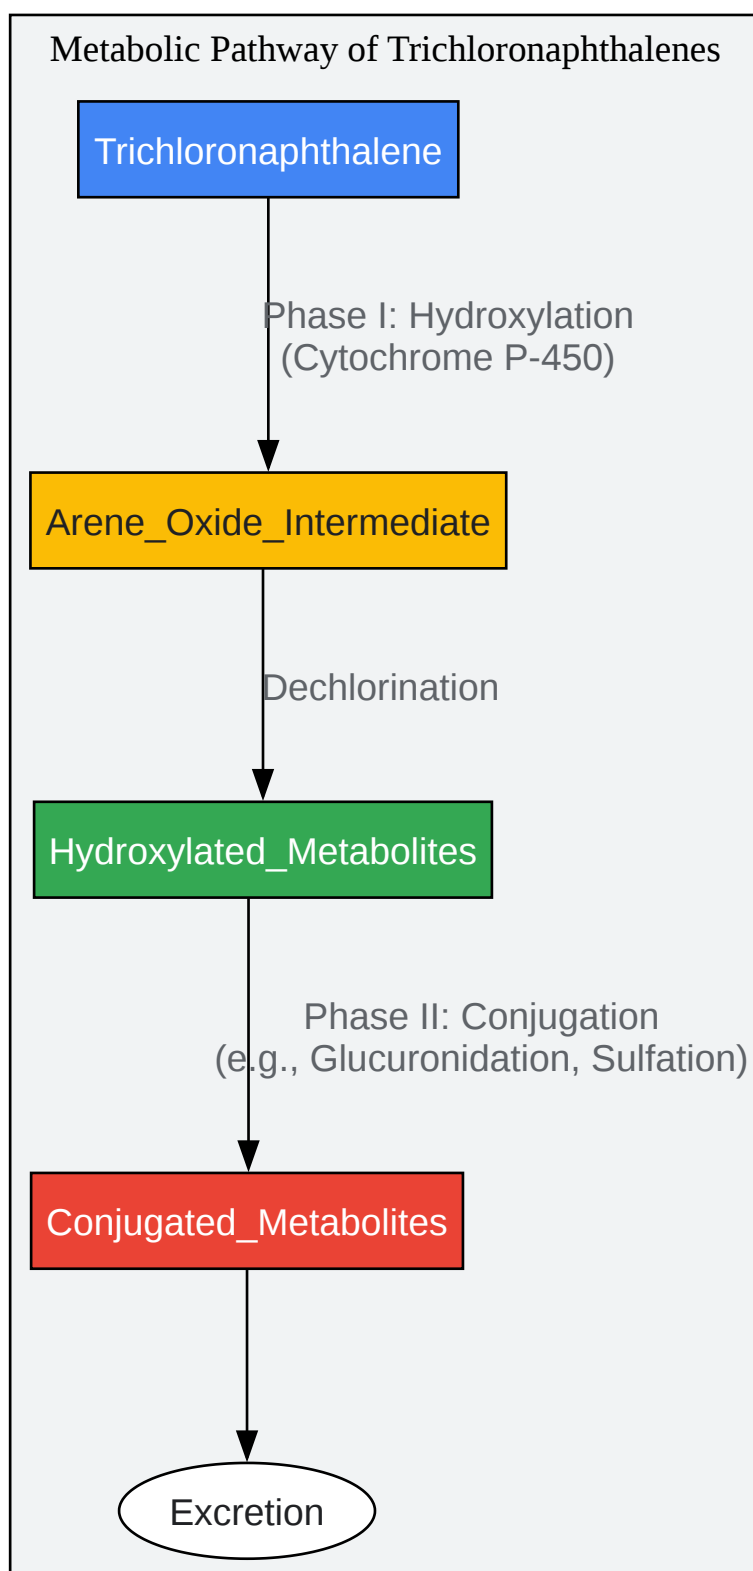 Metabolic Pathway of Trichloronaphthalenes
Trichloronaphthalene
Phase I: Hydroxylation
(Cytochrome P-450)
Arene_Oxide_Intermediate
Dechlorination
Hydroxylated_Metabolites
Phase II: Conjugation
(e.g., Glucuronidation, Sulfation)
Conjugated_Metabolites
Excretion